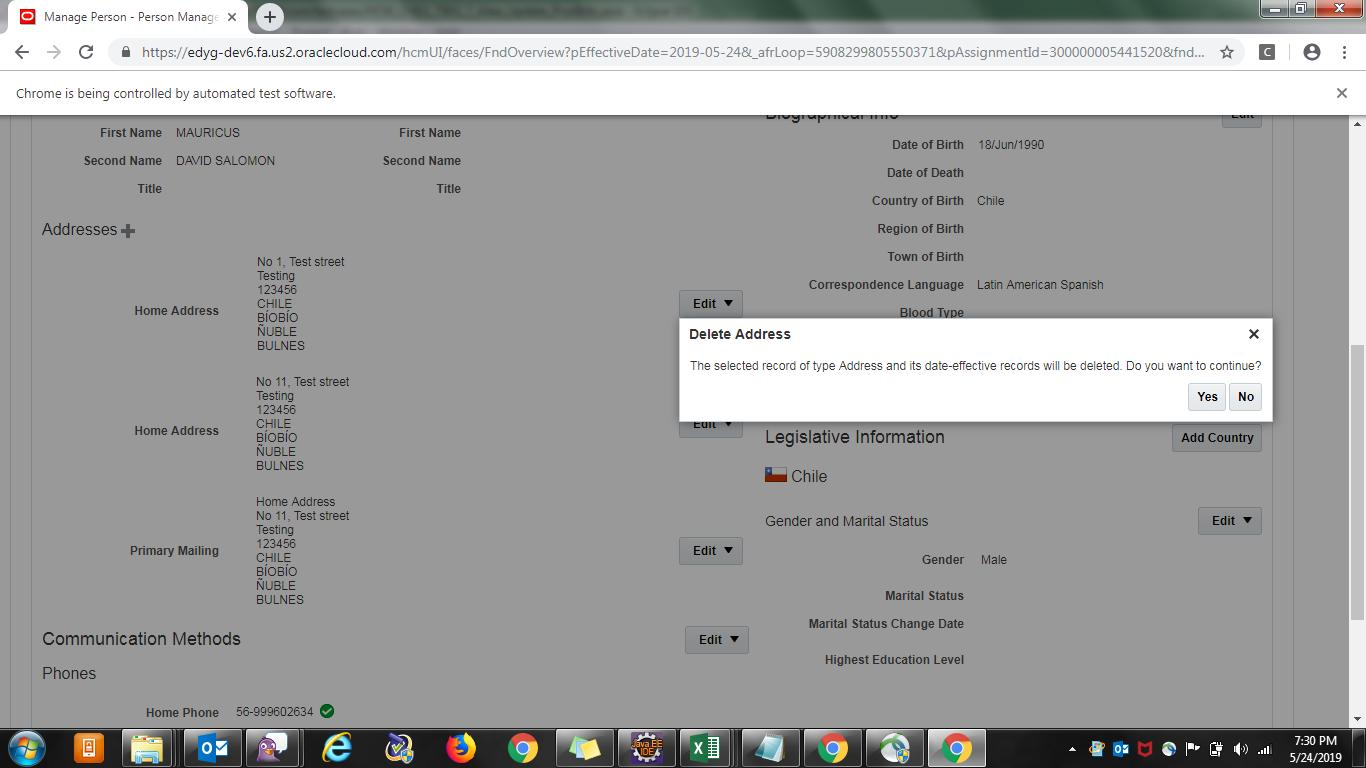 Manage Person - Person Manage
https://edyg-dev6.fa.us2.oraclecloud.com/hcmUI/faces/FndOverview?pEffectiveDate=2019-05-24&_afrLoop=5908299805550371&pAssignmentId=300000005441520&fnd...
Chrome is being controlled by automated test software.
First Name MAURICUS First Name
Second Name DAVID SALOMON Second Name
Title Title
Addresses
No 1, Test street
Testing
123456
Home Address CHILE
BÍOBÍO
ÑUBLE
BULNES
Edit
No 11, Test street
Testing
123456
Home Address CHILE
BÍOBÍO
ÑUBLE
BULNES
Edit
Home Address
No 11, Test street
Testing
Primary Mailing 123456
CHILE
BÍOBÍO
ÑUBLE
BULNES
Edit
Communication Methods Edit
Phones
Home Phone 56-999602634
Biographical Info Edit
Date of Birth 18/Jun/1990
Date of Death
Country of Birth Chile
Region of Birth
Town of Birth
Correspondence Language Latin American Spanish
Blood Type
Delete Address
The selected record of type Address and its date-effective records will be deleted. Do you want to continue?
Yes No
Legislative Information Add Country
Chile
Gender and Marital Status Edit
Gender Male
Marital Status
Marital Status Change Date
Highest Education Level
Java EE
IDE
7:30 PM
5/24/2019